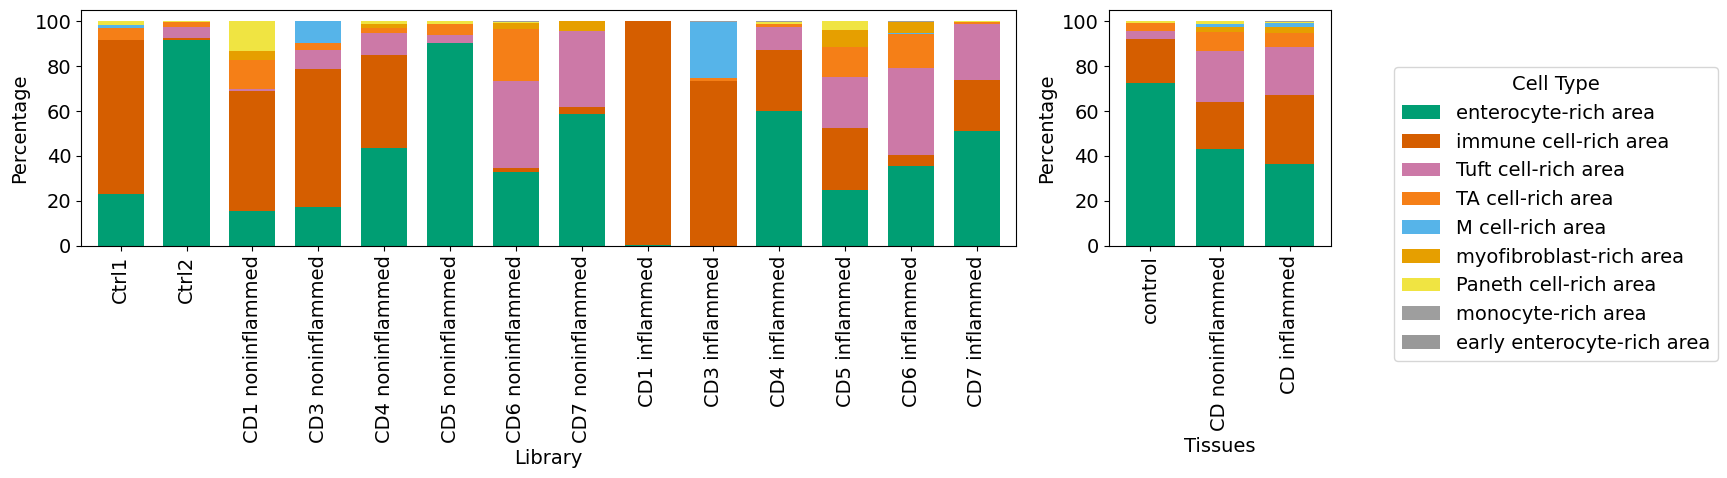 Percentage
100
80
60
40
20
0
Ctrl1
Ctrl2
CD1 noninflammed
CD3 noninflammed
CD4 noninflammed
CD5 noninflammed
CD6 noninflammed
CD7 noninflammed
CD1 inflammed
CD3 inflammed
CD4 inflammed
CD5 inflammed
CD6 inflammed
CD7 inflammed
Library
Percentage
100
80
60
40
20
0
control
CD noninflammed
CD inflammed
Tissues
Cell Type
enterocyte-rich area
immune cell-rich area
Tuft cell-rich area
TA cell-rich area
M cell-rich area
myofibroblast-rich area
Paneth cell-rich area
monocyte-rich area
early enterocyte-rich area